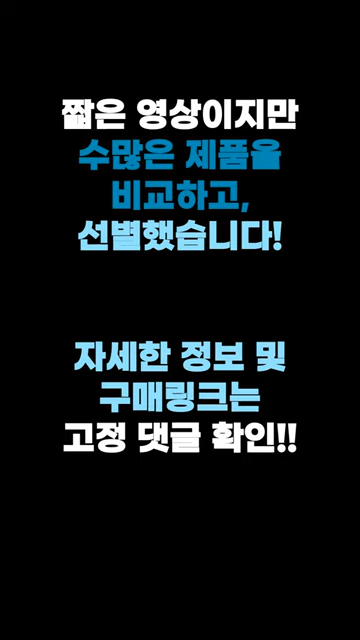 짧은 영상이지만
수많은 제품을
비교하고,
선별했습니다!
자세한 정보 및
구매링크는
고정 댓글 확인!!